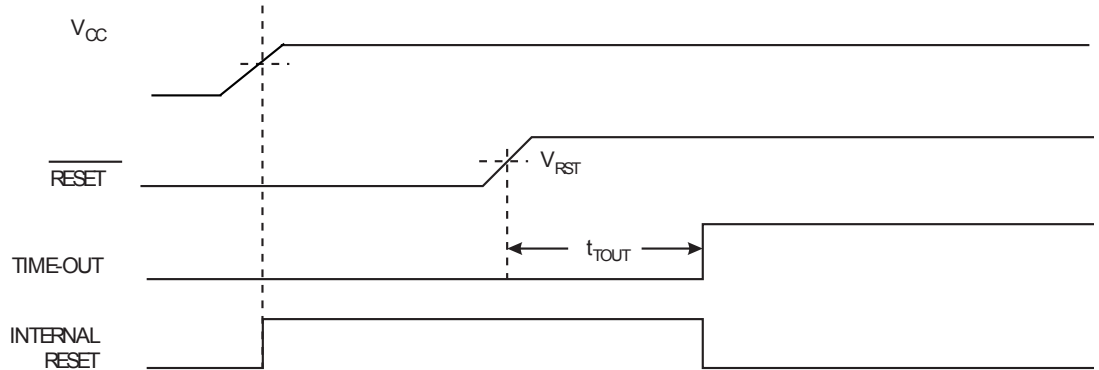 VCC
RESET
VRST
tTOUT
TIME-OUT
INTERNAL
RESET